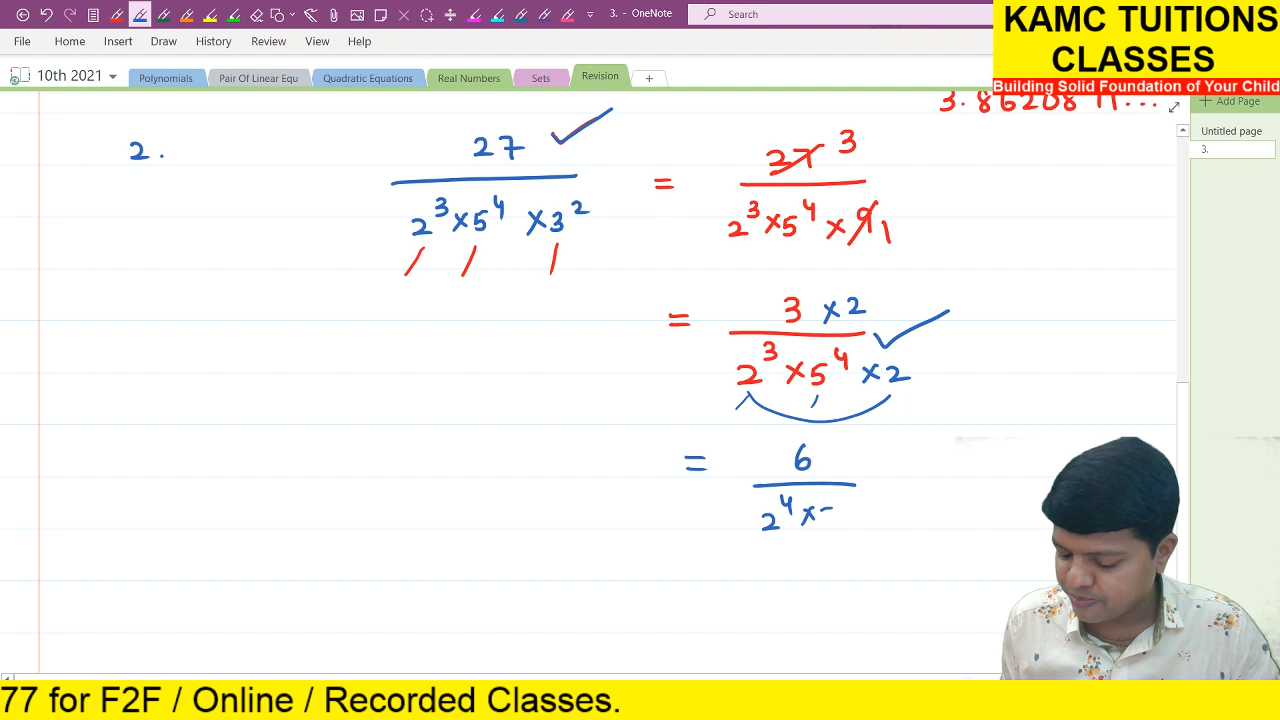 3. - OneNote
Search
KAMC TUITIONS
CLASSES
Building Solid Foundation of Your Child
File Home Insert Draw History Review View Help
10th 2021 Polynomials Pair Of Linear Equ Quadratic Equations Real Numbers Sets Revision +
+ Add Page
Untitled page
3.
2. 27 / (2³ × 5⁴ × 3²) = 27 3 / (2³ × 5⁴ × 9 1)
= 3 × 2 / (2³ × 5⁴ × 2)
= 6 / (2⁴ ×
77 for F2F / Online / Recorded Classes.